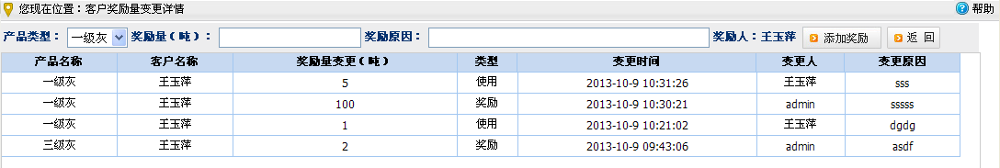 您现在位置：客户奖励量变更详情 帮助
产品类型： 一级灰 奖励量（吨）： 奖励原因： 奖励人：王玉萍 添加奖励 返 回
产品名称 客户名称 奖励量变更（吨） 类型 变更时间 变更人 变更原因
一级灰 王玉萍 5 使用 2013-10-9 10:31:26 王玉萍 sss
一级灰 王玉萍 100 奖励 2013-10-9 10:30:21 admin sssss
一级灰 王玉萍 1 使用 2013-10-9 10:21:02 王玉萍 dgdg
三级灰 王玉萍 2 奖励 2013-10-9 09:43:06 admin asdf